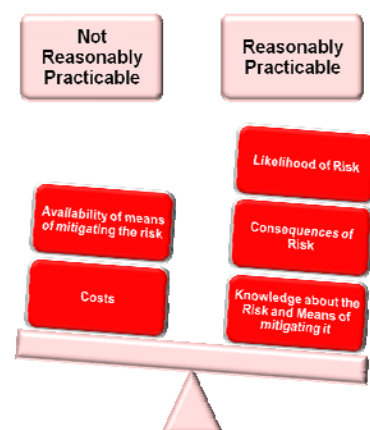 Not
Reasonably
Practicable
Reasonably
Practicable
Likelihood of Risk
Availability of means
of mitigating the risk
Consequences of
Risk
Costs
Knowledge about the
Risk and Means of
mitigating it